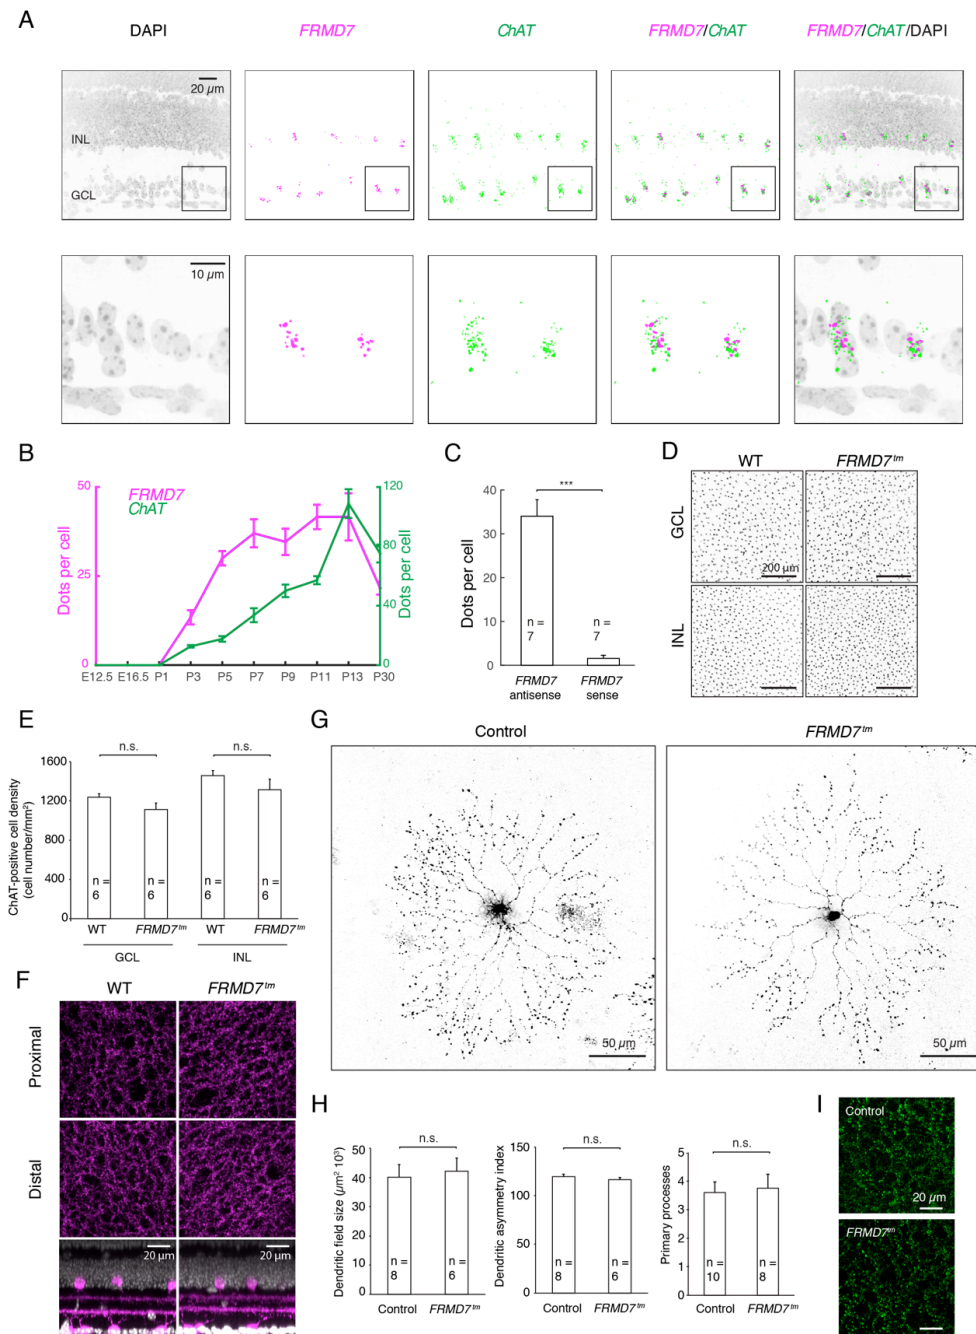 A
DAPI
FRMD7
ChAT
FRMD7/ChAT
FRMD7/ChAT/DAPI
20 µm
INL
GCL
10 µm
B
FRMD7
ChAT
50
25
0
Dots per cell
120
80
40
0
Dots per cell
E12.5 E16.5 P1 P3 P5 P7 P9 P11 P13 P30
C
***
40
30
20
10
0
Dots per cell
n =
7
n =
7
FRMD7
antisense
FRMD7
sense
D
WT
FRMD7tm
GCL
200 µm
INL
E
n.s.
n.s.
1600
1200
800
400
0
ChAT-positive cell density
(cell number/mm²)
n =
6
n =
6
n =
6
n =
6
WT
FRMD7tm
WT
FRMD7tm
GCL
INL
F
WT
FRMD7tm
Proximal
Distal
20 µm
20 µm
G
Control
FRMD7tm
50 µm
50 µm
H
n.s.
50
40
30
20
10
0
Dendritic field size (µm² 10³)
n =
8
n =
6
Control
FRMD7tm
n.s.
150
100
50
0
Dendritic asymmetry index
n =
8
n =
6
Control
FRMD7tm
n.s.
5
4
3
2
1
0
Primary processes
n =
10
n =
8
Control
FRMD7tm
I
Control
20 µm
FRMD7tm